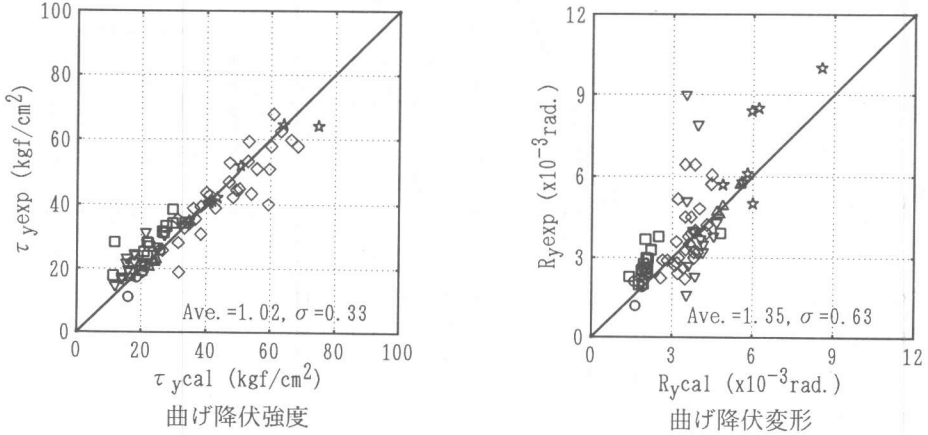 100
80
60
40
20
0
τyexp (kgf/cm²)
Ave.=1.02, σ=0.33
0 20 40 60 80 100
τycal (kgf/cm²)
曲げ降伏強度
12
9
6
3
0
Ryexp (x10⁻³rad.)
Ave.=1.35, σ=0.63
0 3 6 9 12
Rycal (x10⁻³rad.)
曲げ降伏変形